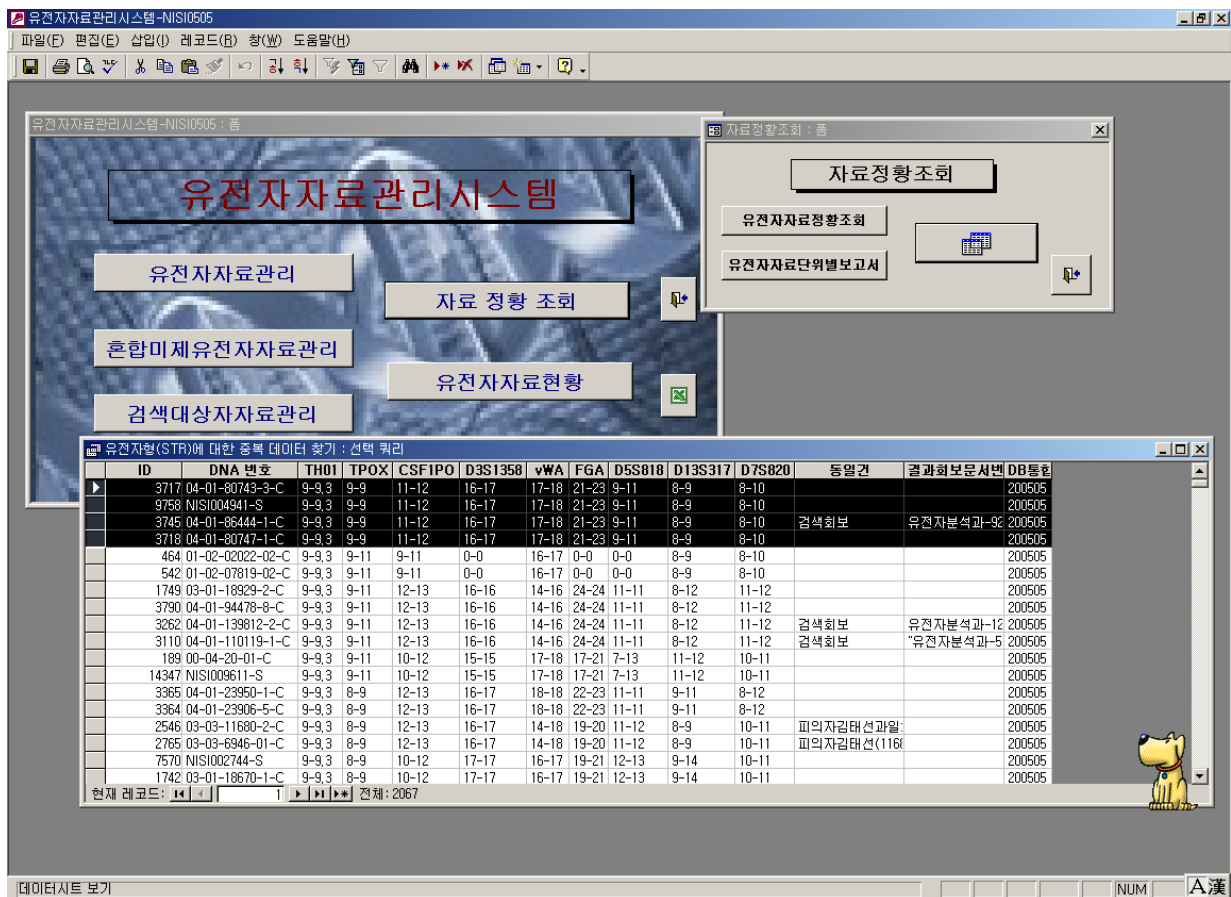 유전자자료관리시스템-NISI0505
파일(F) 편집(E) 삽입(I) 레코드(R) 창(W) 도움말(H)
유전자자료관리시스템-NISI0505 : 폼
유전자자료관리시스템
유전자자료관리
혼합미제유전자자료관리
검색대상자자료관리
자료 정황 조회
유전자자료현황
자료정황조회 : 폼
자료정황조회
유전자자료정황조회
유전자자료단위별보고서
유전자형(STR)에 대한 중복 데이터 찾기 : 선택 쿼리
ID DNA 번호 TH01 TPOX CSF1PO D3S1358 vWA FGA D5S818 D13S317 D7S820 동일건 결과회보문서번 DB통합
3717 04-01-80743-3-C 9-9,3 9-9 11-12 16-17 17-18 21-23 9-11 8-9 8-10 200505
9758 NISI004941-S 9-9,3 9-9 11-12 16-17 17-18 21-23 9-11 8-9 8-10 200505
3745 04-01-86444-1-C 9-9,3 9-9 11-12 16-17 17-18 21-23 9-11 8-9 8-10 검색회보 유전자분석과-92 200505
3718 04-01-80747-1-C 9-9,3 9-9 11-12 16-17 17-18 21-23 9-11 8-9 8-10 200505
464 01-02-02022-02-C 9-9,3 9-11 9-11 0-0 16-17 0-0 0-0 8-9 8-10 200505
542 01-02-07819-02-C 9-9,3 9-11 9-11 0-0 16-17 0-0 0-0 8-9 8-10 200505
1749 03-01-18929-2-C 9-9,3 9-11 12-13 16-16 14-16 24-24 11-11 8-12 11-12 200505
3790 04-01-94478-8-C 9-9,3 9-11 12-13 16-16 14-16 24-24 11-11 8-12 11-12 200505
3262 04-01-139812-2-C 9-9,3 9-11 12-13 16-16 14-16 24-24 11-11 8-12 11-12 검색회보 유전자분석과-12 200505
3110 04-01-110119-1-C 9-9,3 9-11 12-13 16-16 14-16 24-24 11-11 8-12 11-12 검색회보 "유전자분석과-5 200505
189 00-04-20-01-C 9-9,3 9-11 10-12 15-15 17-18 17-21 7-13 11-12 10-11 200505
14347 NISI009611-S 9-9,3 9-11 10-12 15-15 17-18 17-21 7-13 11-12 10-11 200505
3365 04-01-23950-1-C 9-9,3 8-9 12-13 16-17 18-18 22-23 11-11 9-11 8-12 200505
3364 04-01-23906-5-C 9-9,3 8-9 12-13 16-17 18-18 22-23 11-11 9-11 8-12 200505
2546 03-03-11680-2-C 9-9,3 8-9 12-13 16-17 14-18 19-20 11-12 8-9 10-11 피의자김태선과일 200505
2765 03-03-6946-01-C 9-9,3 8-9 12-13 16-17 14-18 19-20 11-12 8-9 10-11 피의자김태선(1168 200505
7570 NISI002744-S 9-9,3 8-9 10-12 17-17 16-17 19-21 12-13 9-14 10-11 200505
1742 03-01-18670-1-C 9-9,3 8-9 10-12 17-17 16-17 19-21 12-13 9-14 10-11 200505
현재 레코드: 1 전체: 2067
데이터시트 보기 NUM A漢